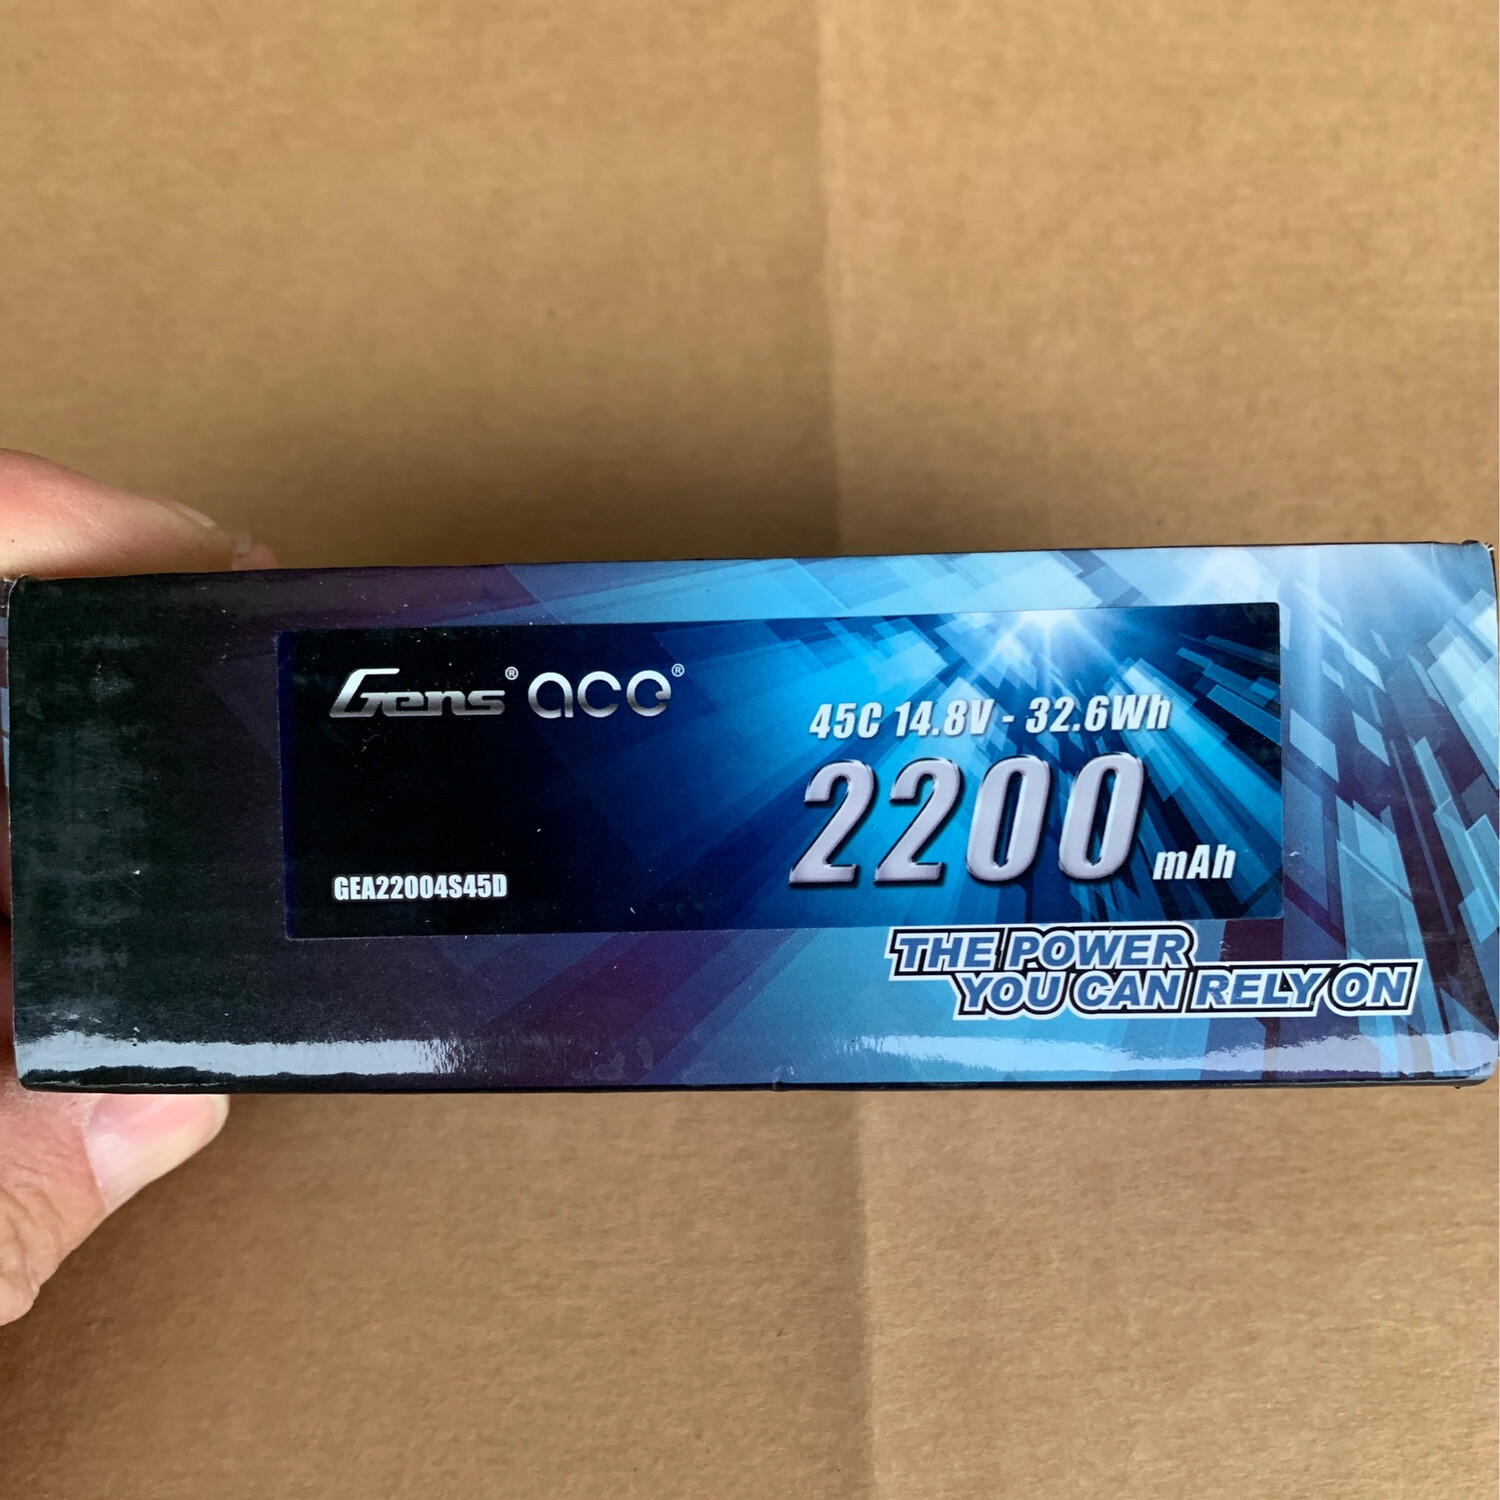 Gens® ace®
45C 14.8V - 32.6Wh
2200 mAh
GEA22004S45D
THE POWER
YOU CAN RELY ON